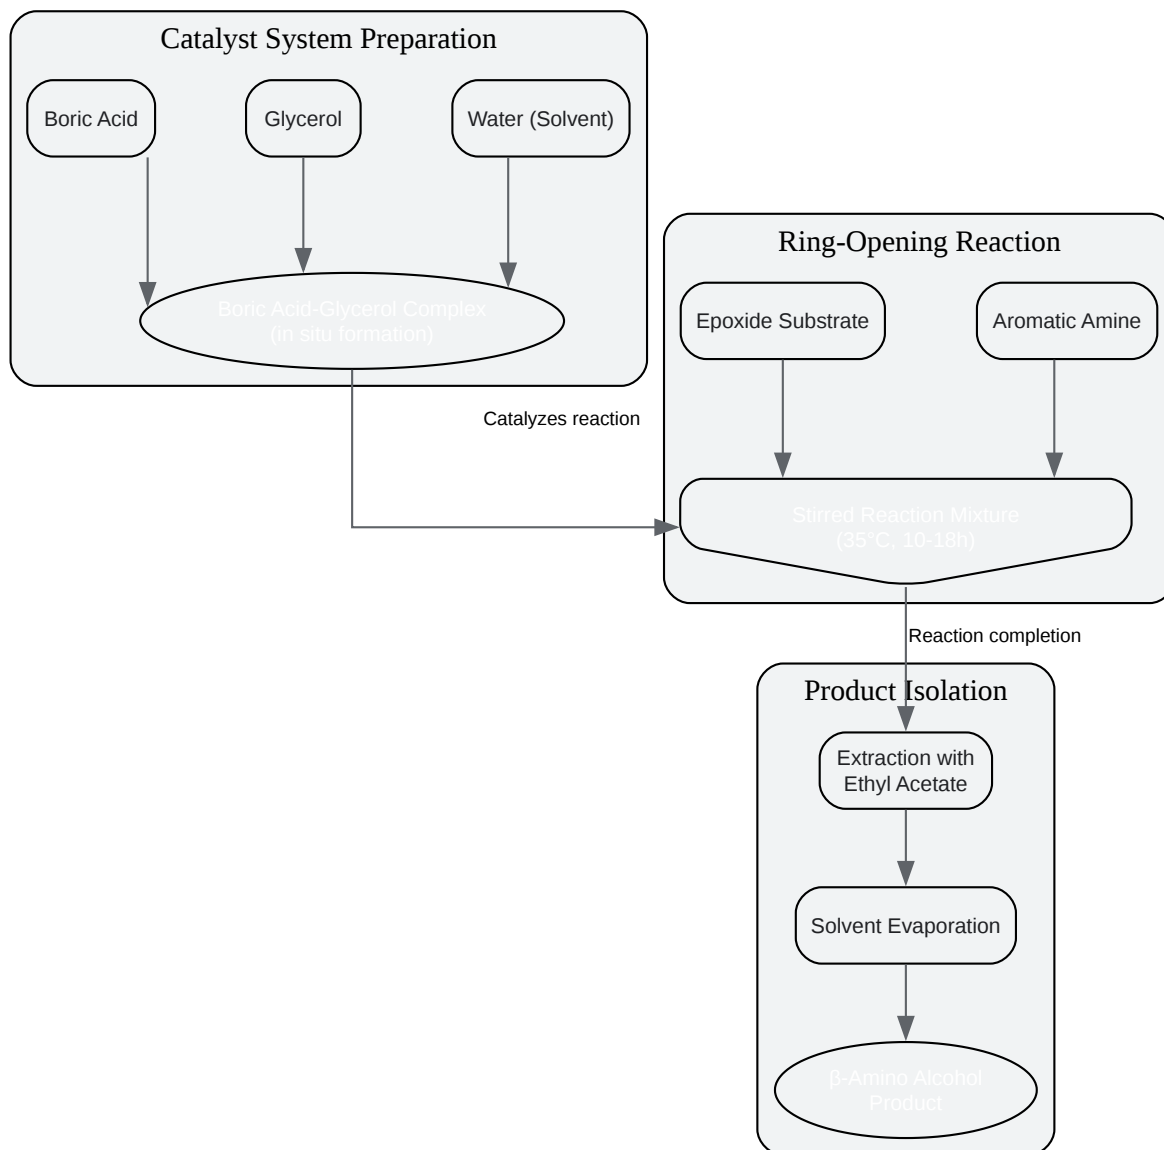 Catalyst System Preparation
Boric Acid
Glycerol
Water (Solvent)
Boric Acid-Glycerol Complex
(in situ formation)
Catalyzes reaction
Ring-Opening Reaction
Epoxide Substrate
Aromatic Amine
Stirred Reaction Mixture
(35°C, 10-18h)
Reaction completion
Product Isolation
Extraction with
Ethyl Acetate
Solvent Evaporation
β-Amino Alcohol
Product